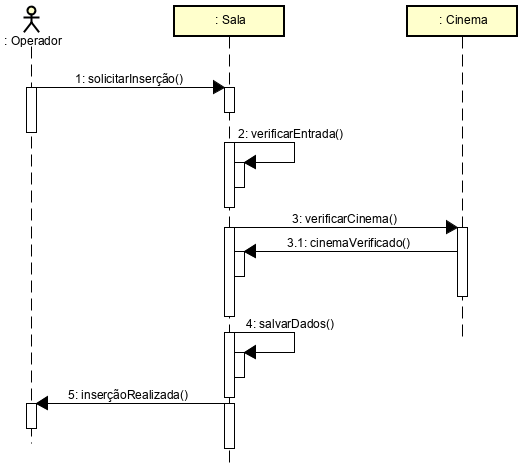 : Operador
: Sala
: Cinema
1: solicitarInserção()
2: verificarEntrada()
3: verificarCinema()
3.1: cinemaVerificado()
4: salvarDados()
5: inserçãoRealizada()